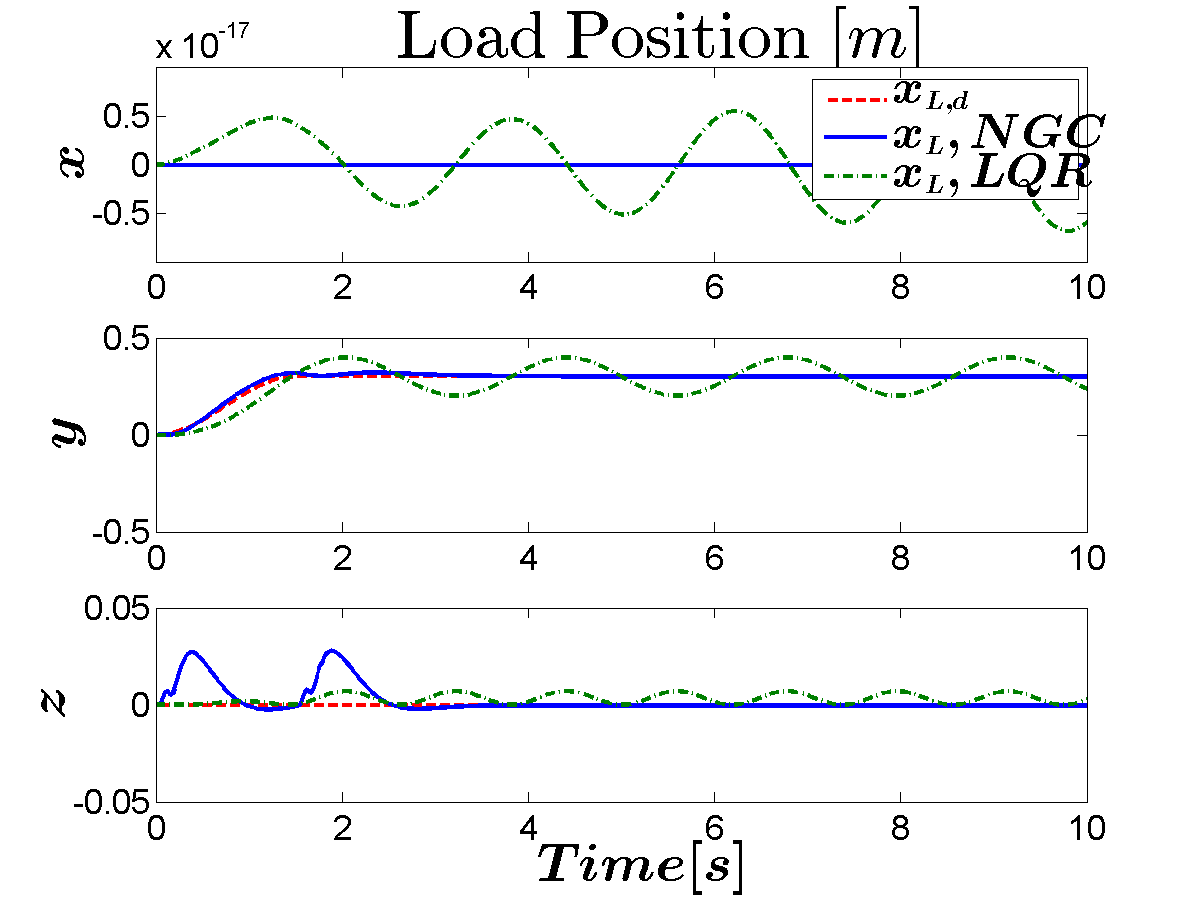 x 10^-17
Load Position [m]
0.5
0
-0.5
x
x_{L,d}
x_L, NGC
x_L, LQR
0 2 4 6 8 10
0.5
0
-0.5
y
0 2 4 6 8 10
0.05
0
-0.05
z
0 2 4 6 8 10
Time[s]